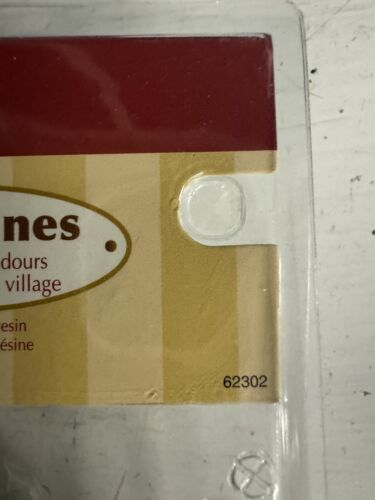 nes
dours
village
resin
ésine
62302